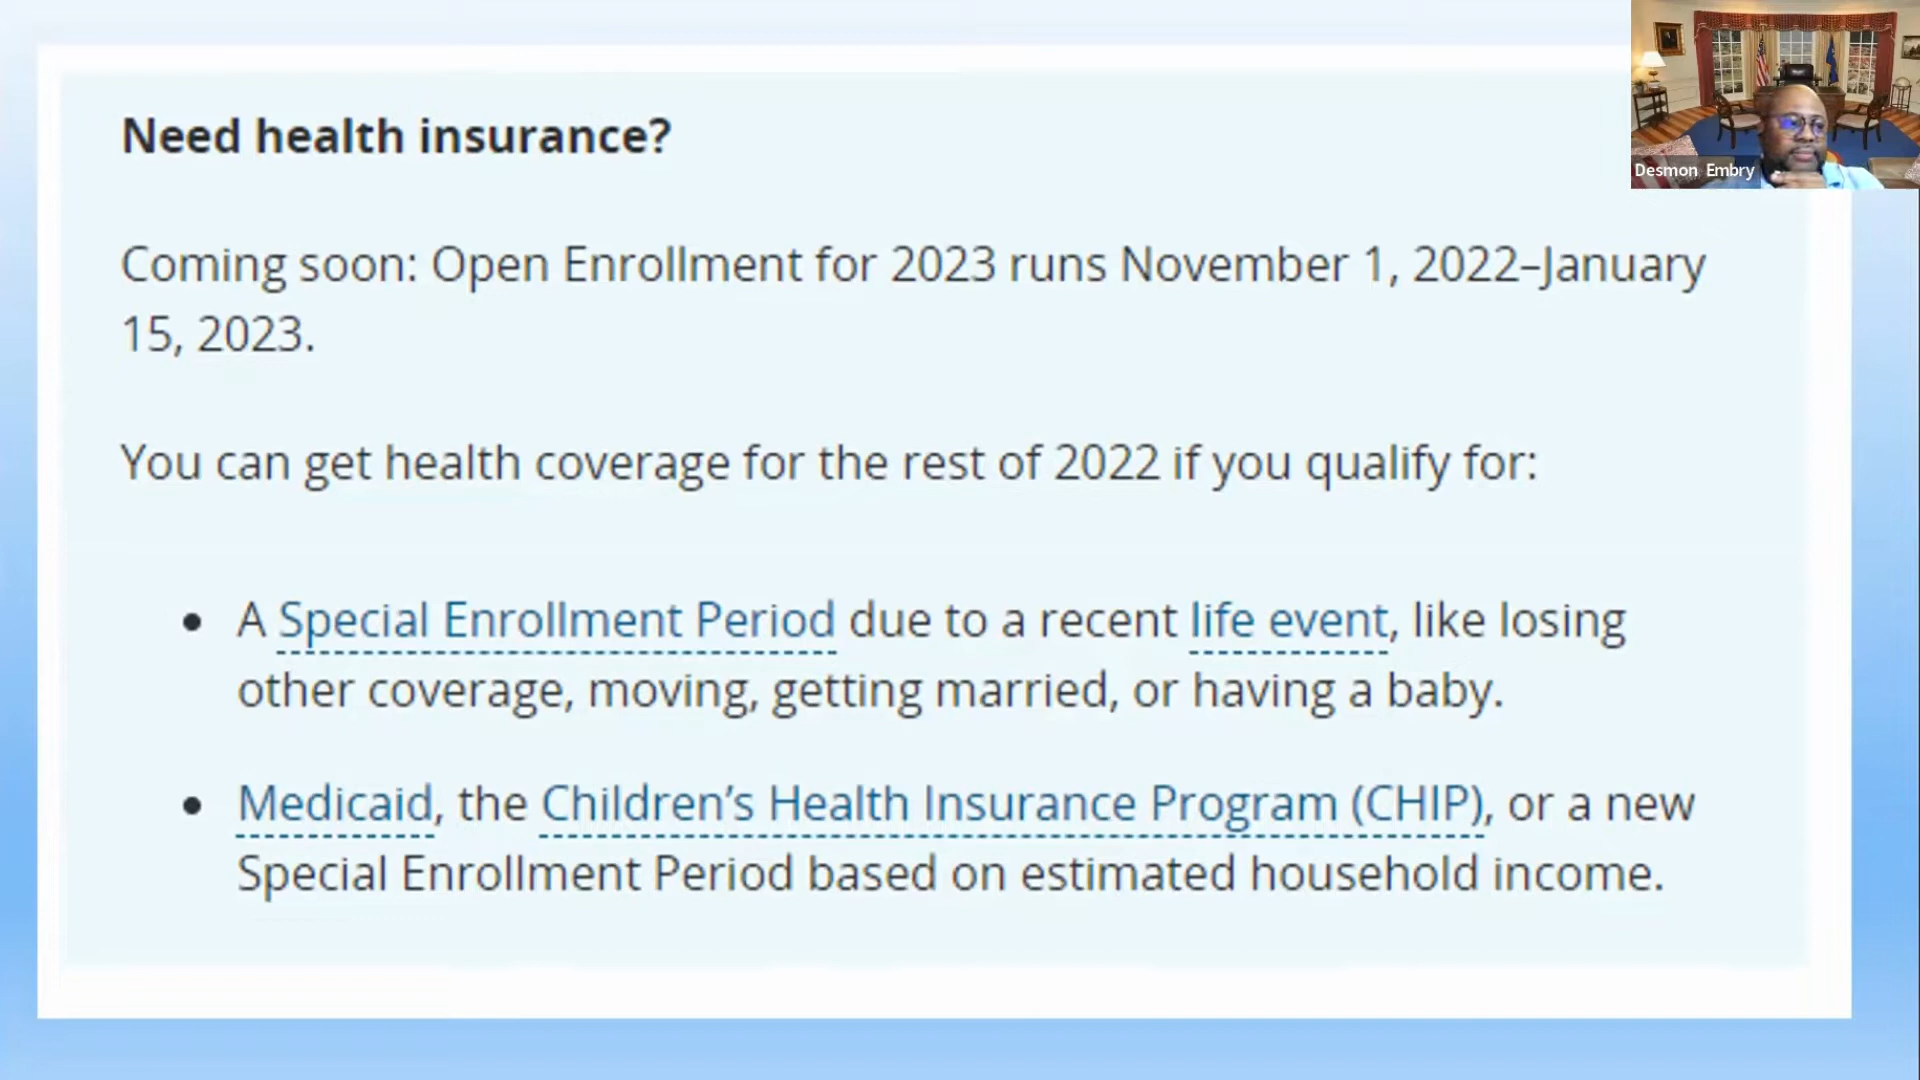 Need health insurance?
Coming soon: Open Enrollment for 2023 runs November 1, 2022–January
15, 2023.
You can get health coverage for the rest of 2022 if you qualify for:
• A Special Enrollment Period due to a recent life event, like losing
other coverage, moving, getting married, or having a baby.
• Medicaid, the Children’s Health Insurance Program (CHIP), or a new
Special Enrollment Period based on estimated household income.
Desmon Embry